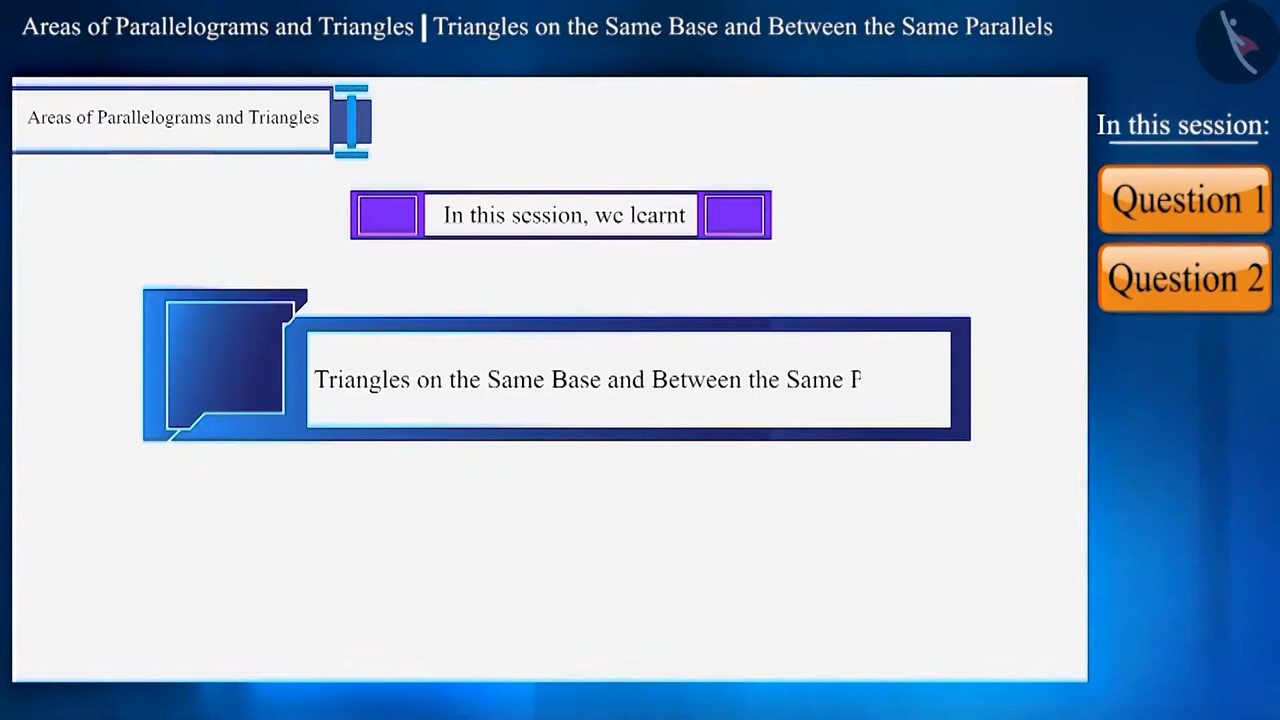 Areas of Parallelograms and Triangles | Triangles on the Same Base and Between the Same Parallels
Areas of Parallelograms and Triangles
In this session, we learnt
Triangles on the Same Base and Between the Same P
In this session:
Question 1
Question 2